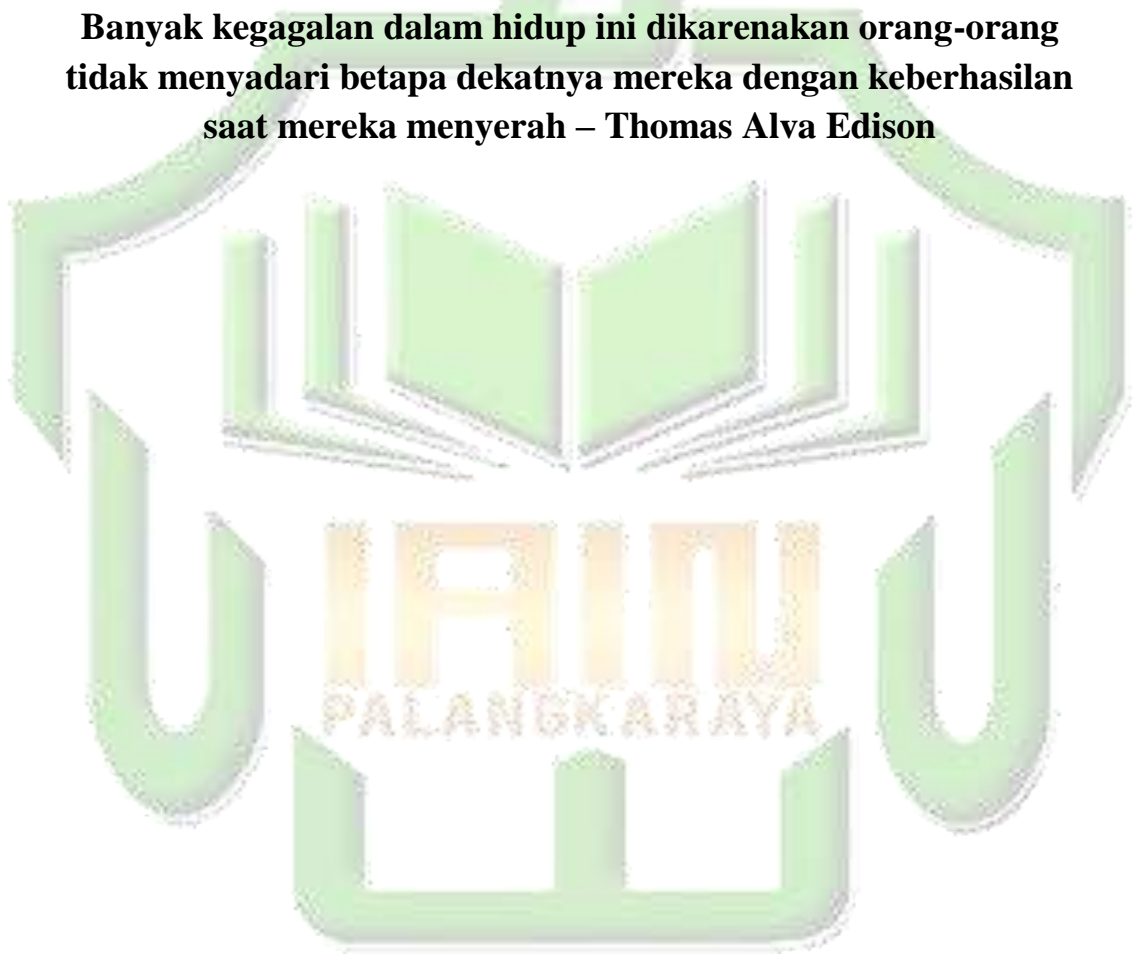 Banyak kegagalan dalam hidup ini dikarenakan orang-orang
tidak menyadari betapa dekatnya mereka dengan keberhasilan
saat mereka menyerah – Thomas Alva Edison
IAIN
PALANGKARAYA